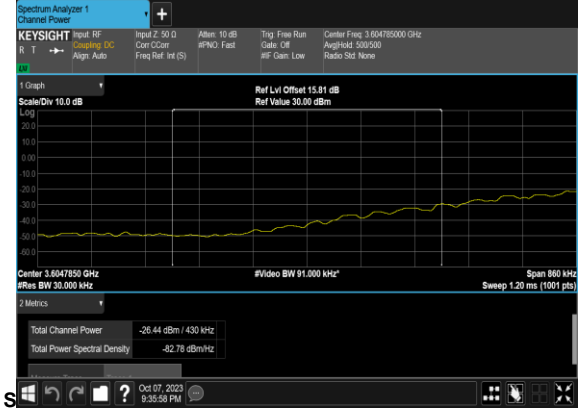 Spectrum Analyzer 1
Channel Power
+
KEYSIGHT
R T
LXI
Input: RF
Coupling: DC
Align: Auto
Input Z: 50 Ω
Corr CCorr
Freq Ref: Int (S)
Atten: 10 dB
#PNO: Fast
Trig: Free Run
Gate: Off
#IF Gain: Low
Center Freq: 3.604785000 GHz
Avg|Hold: 500/500
Radio Std: None
1 Graph
Scale/Div 10.0 dB
Ref Lvl Offset 15.81 dB
Ref Value 30.00 dBm
Log
20.0
10.0
0.00
-10.0
-20.0
-30.0
-40.0
-50.0
-60.0
Center 3.6047850 GHz
#Video BW 91.000 kHz*
Span 860 kHz
#Res BW 30.000 kHz
Sweep 1.20 ms (1001 pts)
2 Metrics
Total Channel Power -26.44 dBm / 430 kHz
Total Power Spectral Density -82.78 dBm/Hz
S
?
Oct 07, 2023
9:35:58 PM